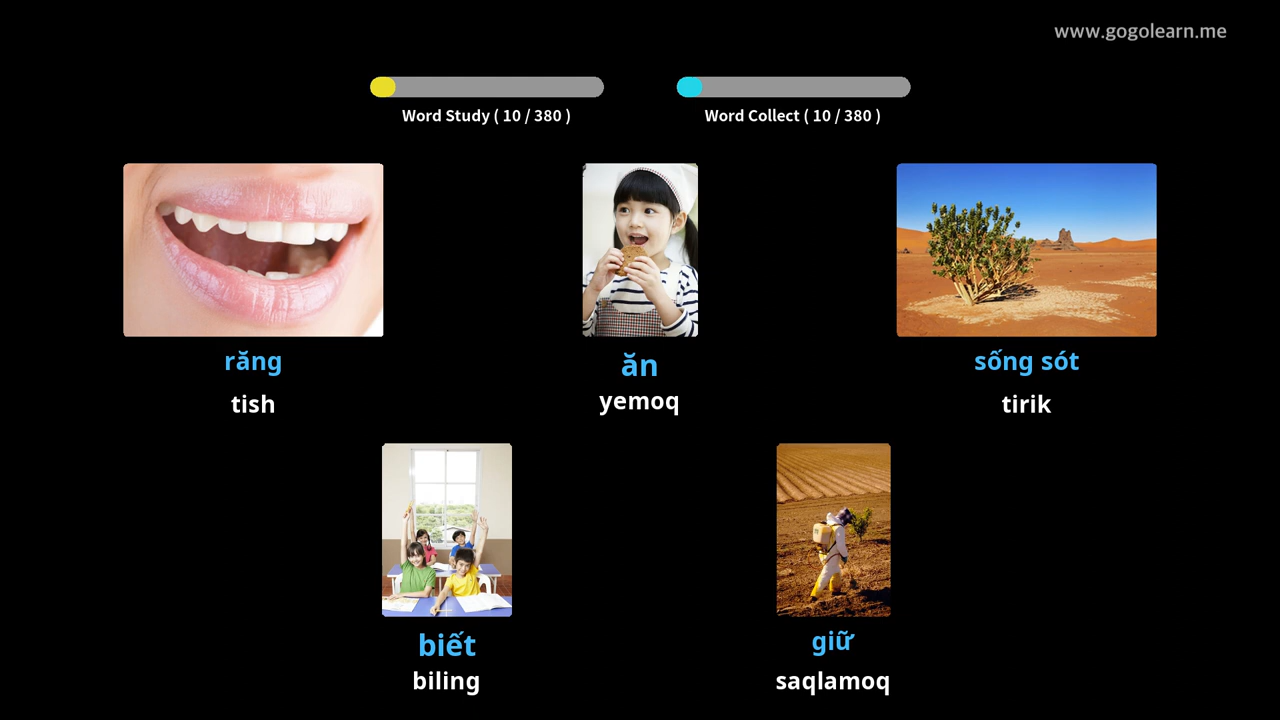 www.gogolearn.me
Word Study ( 10 / 380 )
Word Collect ( 10 / 380 )
răng
tish
ăn
yemoq
sống sót
tirik
biết
biling
giữ
saqlamoq